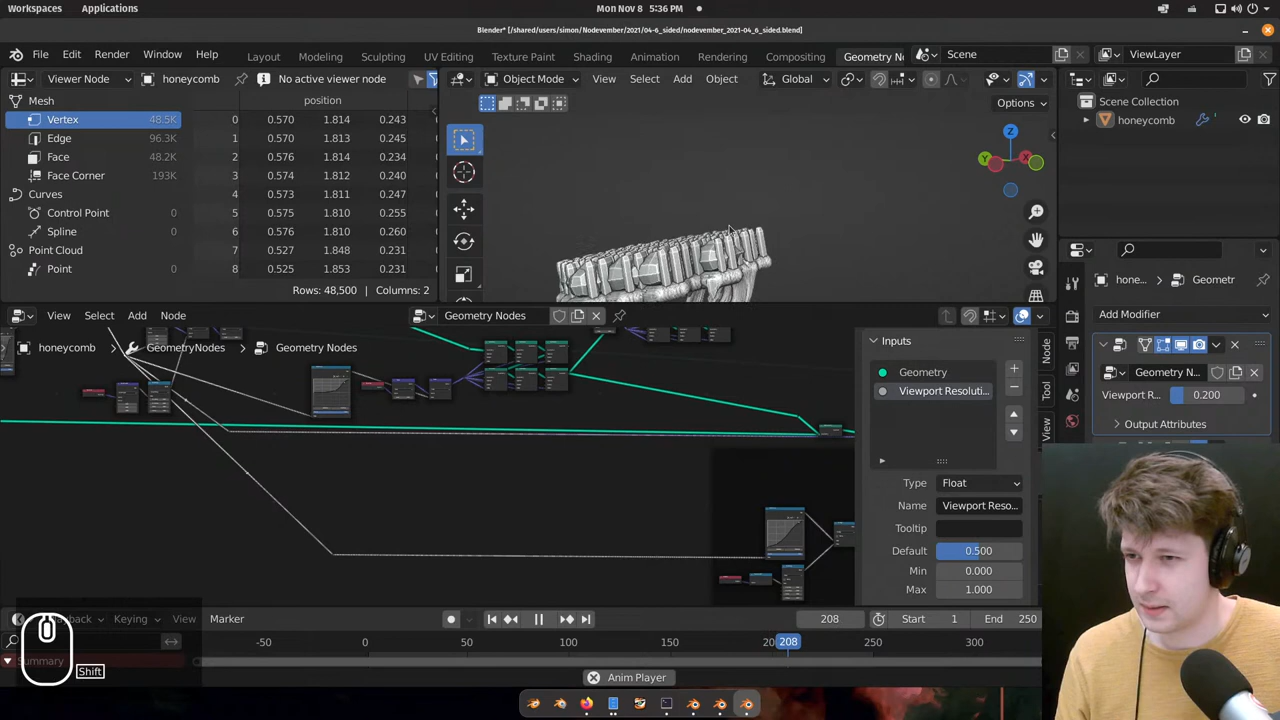 Workspaces Applications Mon Nov 8 5:36 PM
Blender* [/shared/users/simon/Nodevember/2021/04-6_sided/nodevember_2021-04_6_sided.blend]
File Edit Render Window Help Layout Modeling Sculpting UV Editing Texture Paint Shading Animation Rendering Compositing Geometry No Scene ViewLayer
Viewer Node honeycomb No active viewer node Object Mode View Select Add Object Global
Mesh position Options
Scene Collection
Vertex 48.5K 0 0.570 1.814 0.243 honeycomb
Edge 96.3K 1 0.570 1.813 0.245
Face 48.2K 2 0.576 1.814 0.234
Face Corner 193K 3 0.574 1.812 0.240
Curves 4 0.573 1.811 0.247
Control Point 0 5 0.575 1.810 0.255
Spline 0 6 0.576 1.810 0.260
Point Cloud 7 0.527 1.848 0.231
Point 0 8 0.525 1.853 0.231
Rows: 48,500 | Columns: 2
hone... Geometr
View Select Add Node Geometry Nodes Add Modifier
honeycomb GeometryNodes Geometry Nodes Inputs
Geometry Geometry N...
Viewport Resoluti... Viewport R... 0.200
Output Attributes
Type Float
Name Viewport Reso...
Tooltip
Default 0.500
Min 0.000
Max 1.000
Node
Tool
View
Playback Keying View Marker 208 Start 1 End 250
-50 0 50 100 150 20 208 250 300
Summary
Shift
Anim Player